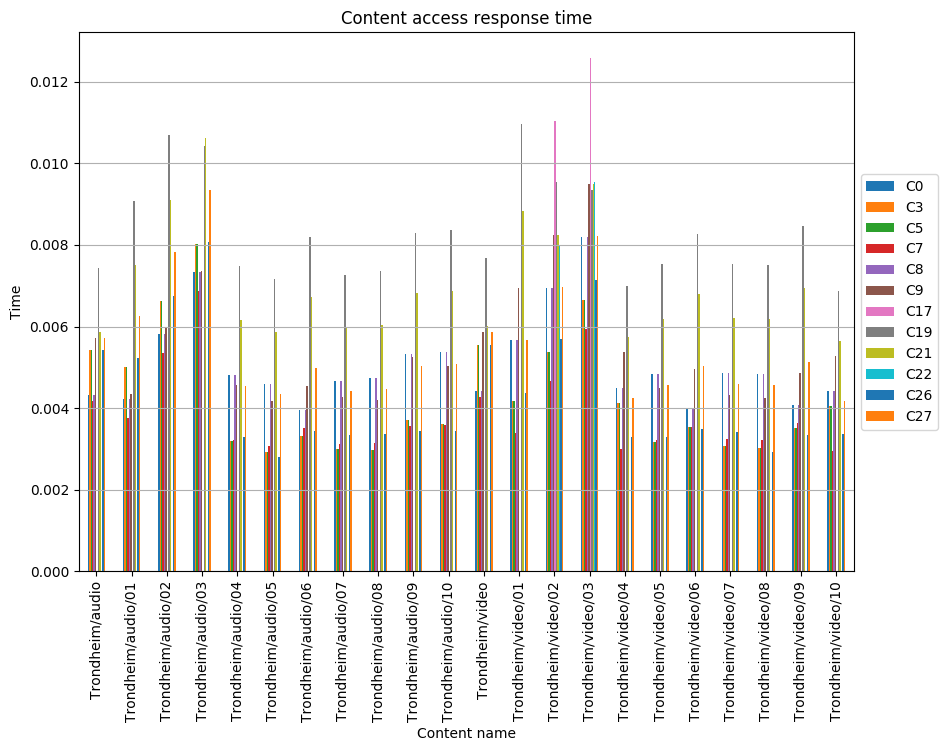 Content access response time
Time
0.012
0.010
0.008
0.006
0.004
0.002
0.000
Trondheim/audio
Trondheim/audio/01
Trondheim/audio/02
Trondheim/audio/03
Trondheim/audio/04
Trondheim/audio/05
Trondheim/audio/06
Trondheim/audio/07
Trondheim/audio/08
Trondheim/audio/09
Trondheim/audio/10
Trondheim/video
Trondheim/video/01
Trondheim/video/02
Trondheim/video/03
Trondheim/video/04
Trondheim/video/05
Trondheim/video/06
Trondheim/video/07
Trondheim/video/08
Trondheim/video/09
Trondheim/video/10
Content name
C0
C3
C5
C7
C8
C9
C17
C19
C21
C22
C26
C27